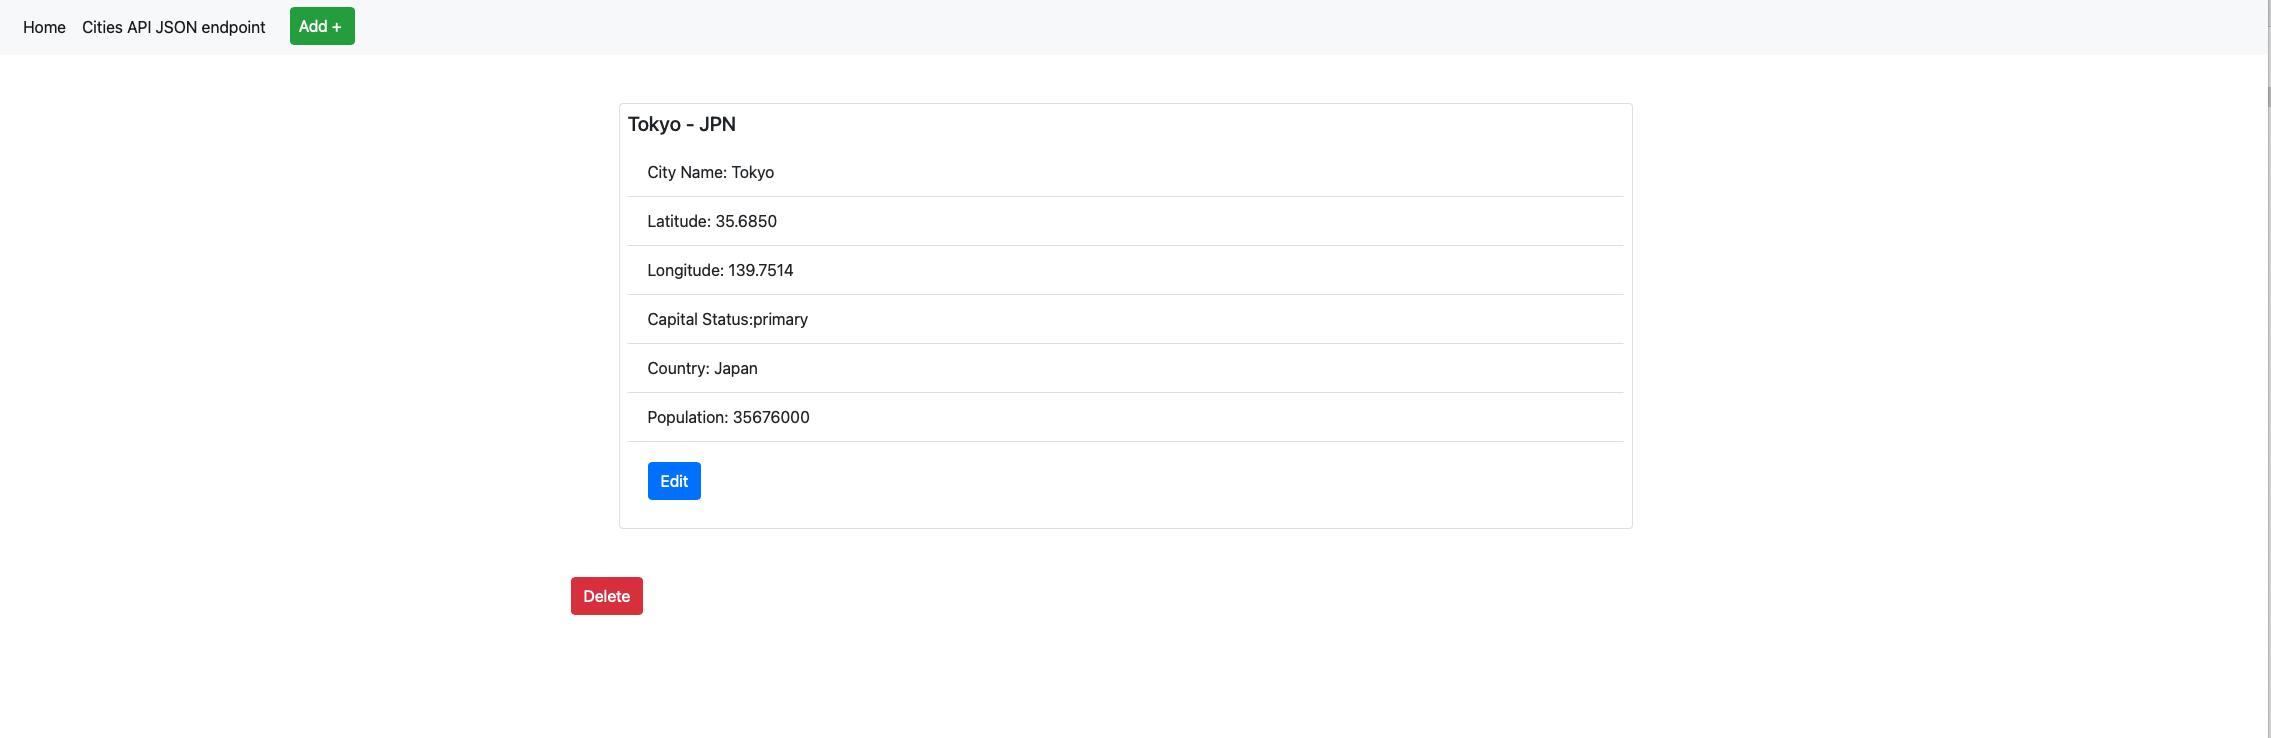 Home Cities API JSON endpoint Add +
Tokyo - JPN
City Name: Tokyo
Latitude: 35.6850
Longitude: 139.7514
Capital Status:primary
Country: Japan
Population: 35676000
Edit
Delete